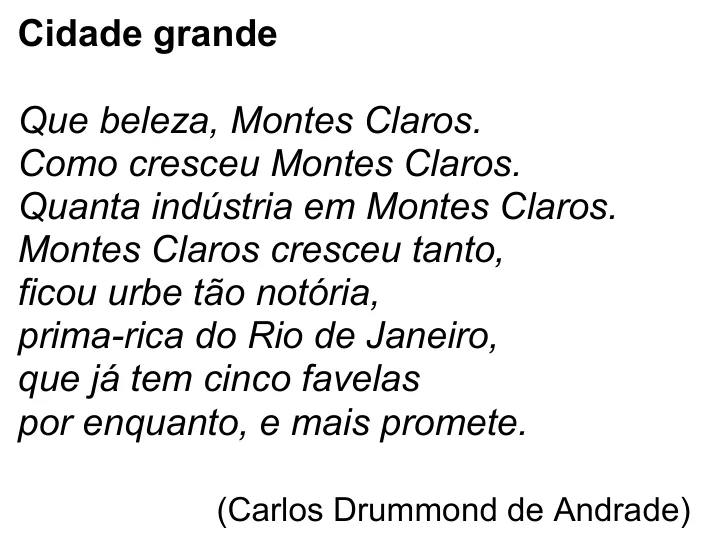 Cidade grande
Que beleza, Montes Claros.
Como cresceu Montes Claros.
Quanta indústria em Montes Claros.
Montes Claros cresceu tanto,
ficou urbe tão notória,
prima-rica do Rio de Janeiro,
que já tem cinco favelas
por enquanto, e mais promete.
(Carlos Drummond de Andrade)